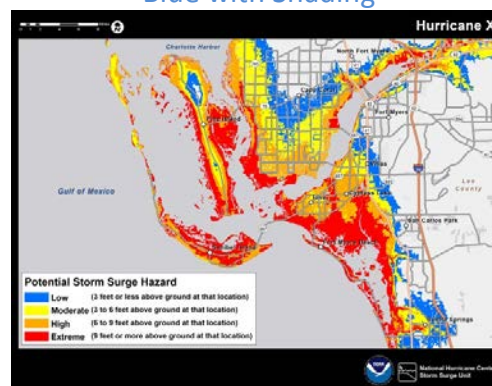 Blue with Shading
Hurricane X
Charlotte Harbor
North Fort Myers
Cape Coral
Fort Myers
Gulf of Mexico
Lee
County
San Carlos Park
Potential Storm Surge Hazard
Low (3 feet or less above ground at that location)
Moderate (3 to 6 feet above ground at that location)
High (6 to 9 feet above ground at that location)
Extreme (9 feet or more above ground at that location)
Springs
National Hurricane Center
Storm Surge Unit